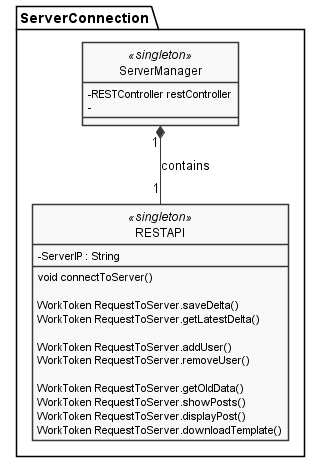 ServerConnection
«singleton»
ServerManager
-RESTController restController
-
1
contains
1
«singleton»
RESTAPI
-ServerIP : String
void connectToServer()
WorkToken RequestToServer.saveDelta()
WorkToken RequestToServer.getLatestDelta()
WorkToken RequestToServer.addUser()
WorkToken RequestToServer.removeUser()
WorkToken RequestToServer.getOldData()
WorkToken RequestToServer.showPosts()
WorkToken RequestToServer.displayPost()
WorkToken RequestToServer.downloadTemplate()